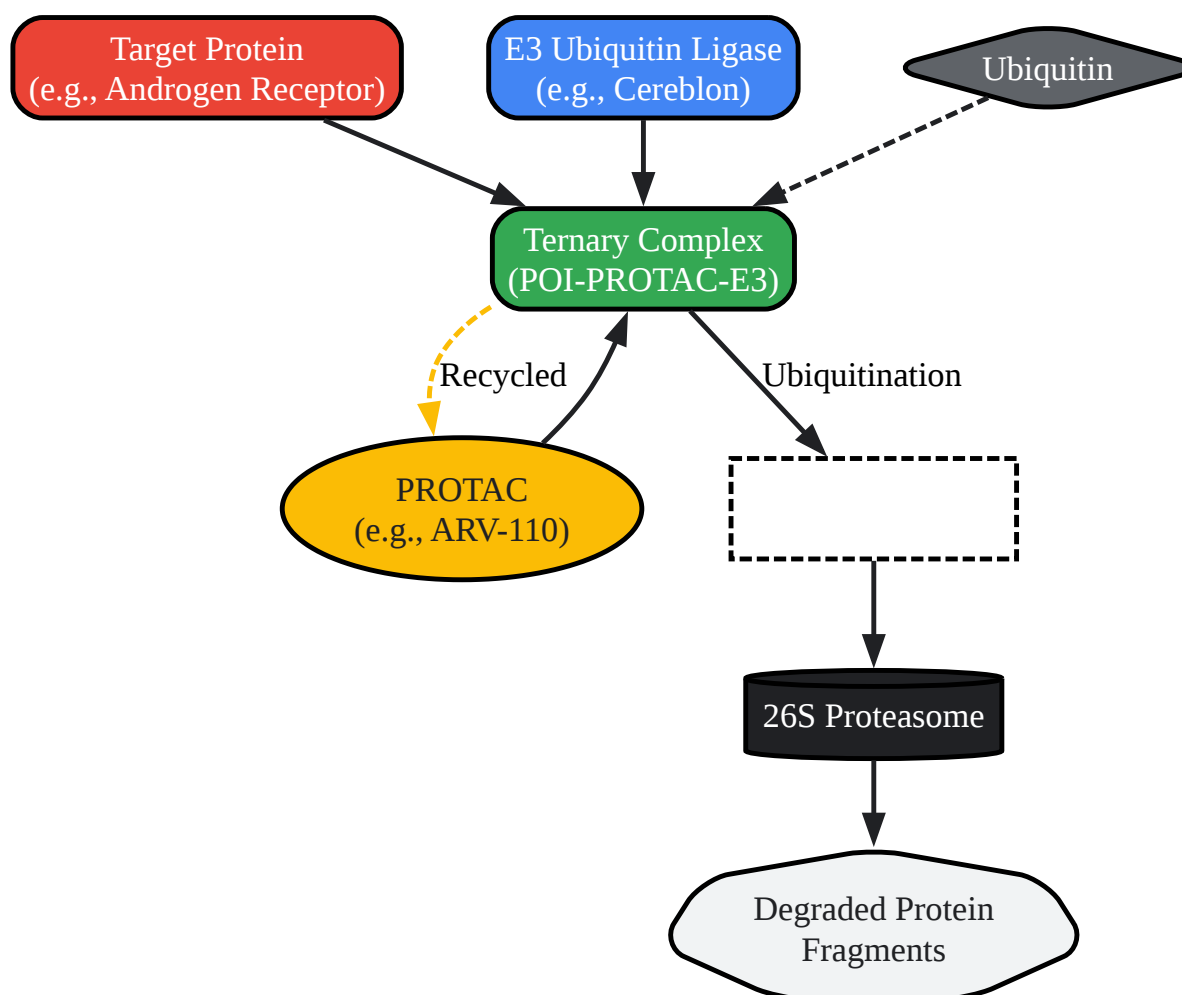 Target Protein
(e.g., Androgen Receptor)
E3 Ubiquitin Ligase
(e.g., Cereblon)
Ubiquitin
Ternary Complex
(POI-PROTAC-E3)
Recycled
Ubiquitination
PROTAC
(e.g., ARV-110)
26S Proteasome
Degraded Protein
Fragments